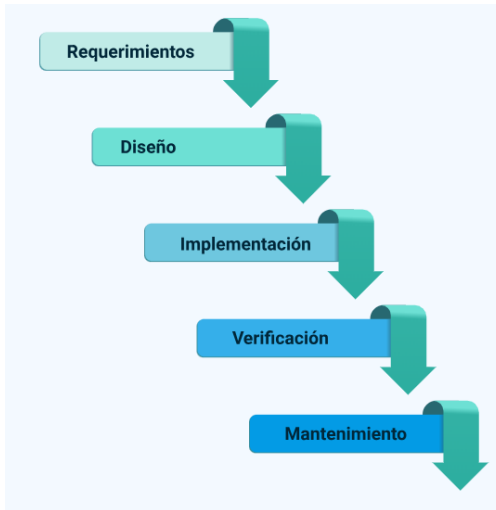 Requerimientos
Diseño
Implementación
Verificación
Mantenimiento